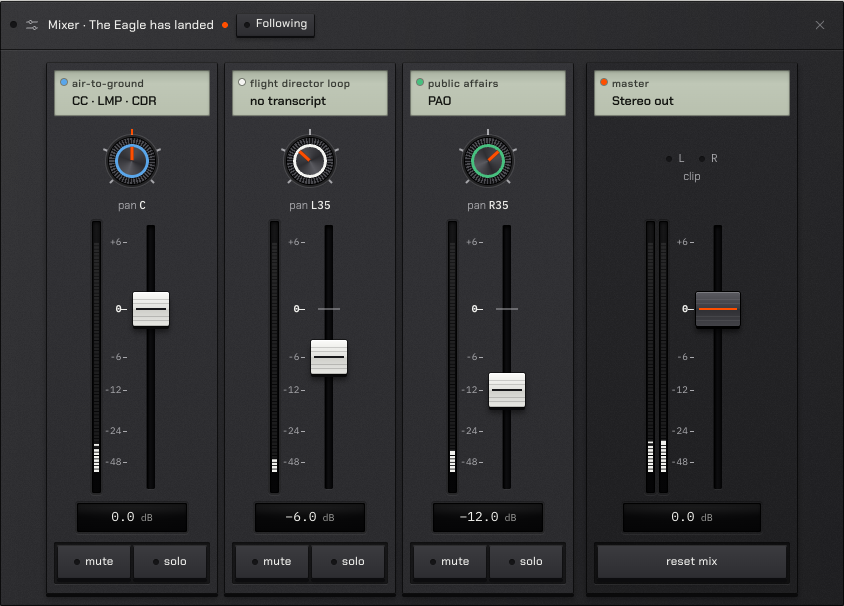 Mixer · The Eagle has landed
Following
air-to-ground
CC · LMP · CDR
pan C
+6
0
-6
-12
-24
-48
0.0 dB
mute
solo
flight director loop
no transcript
pan L35
+6
0
-6
-12
-24
-48
−6.0 dB
mute
solo
public affairs
PAO
pan R35
+6
0
-6
-12
-24
-48
−12.0 dB
mute
solo
master
Stereo out
L R
clip
+6
0
-6
-12
-24
-48
0.0 dB
reset mix